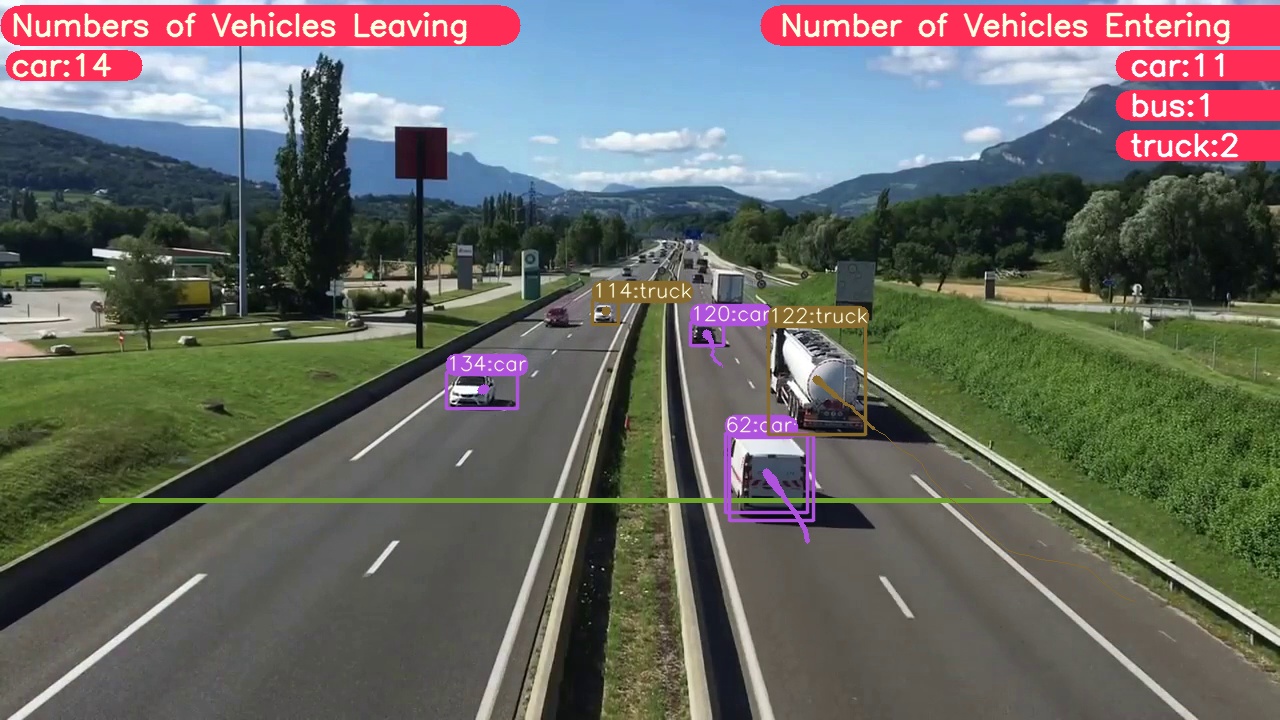 Numbers of Vehicles Leaving
car:14
Number of Vehicles Entering
car:11
bus:1
truck:2
114:truck
120:car
122:truck
134:car
62:car